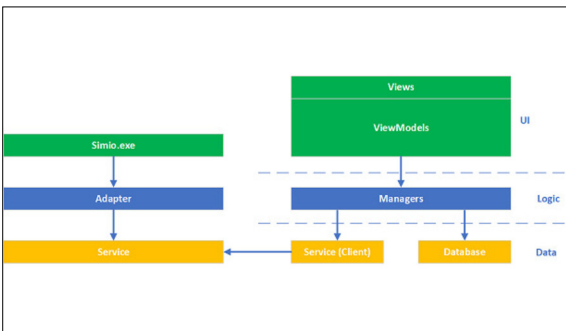 Views
ViewModels
UI
Simio.exe
Adapter
Managers
Logic
Service
Service (Client)
Database
Data